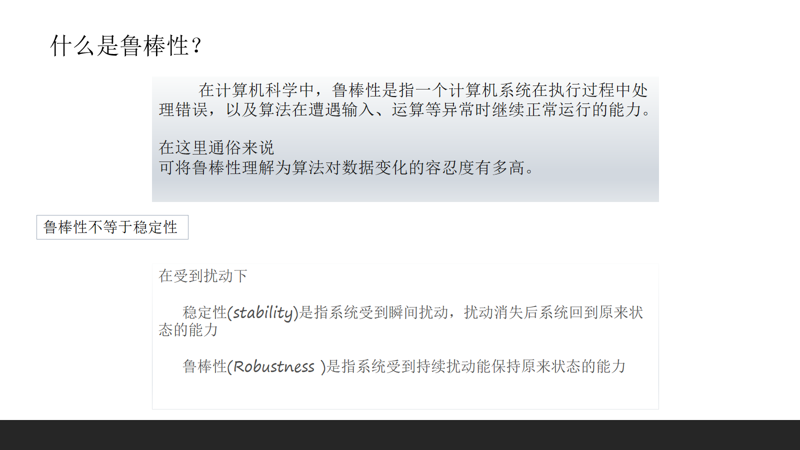 什么是鲁棒性？
在计算机科学中，鲁棒性是指一个计算机系统在执行过程中处
理错误，以及算法在遭遇输入、运算等异常时继续正常运行的能力。
在这里通俗来说
可将鲁棒性理解为算法对数据变化的容忍度有多高。
鲁棒性不等于稳定性
在受到扰动下
稳定性(stability)是指系统受到瞬间扰动，扰动消失后系统回到原来状
态的能力
鲁棒性(Robustness )是指系统受到持续扰动能保持原来状态的能力